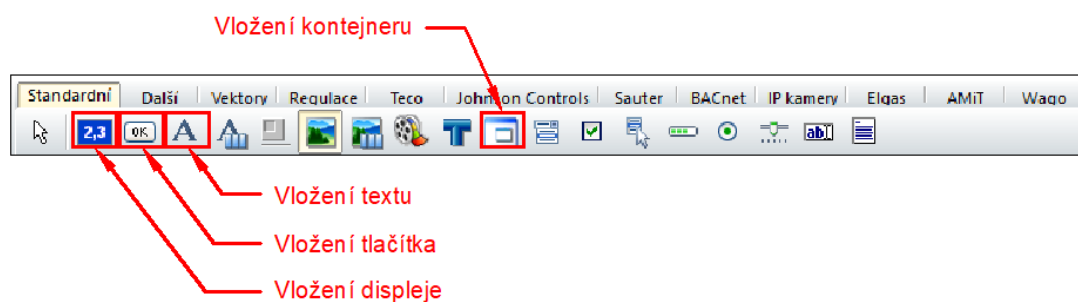 Vložení kontejneru
Standardní Další Vektory Regulace Teco Johnson Controls Sauter BACnet IP kamery Elgas AMiT Wago
2,3 OK A A T ab
Vložení textu
Vložení tlačítka
Vložení displeje